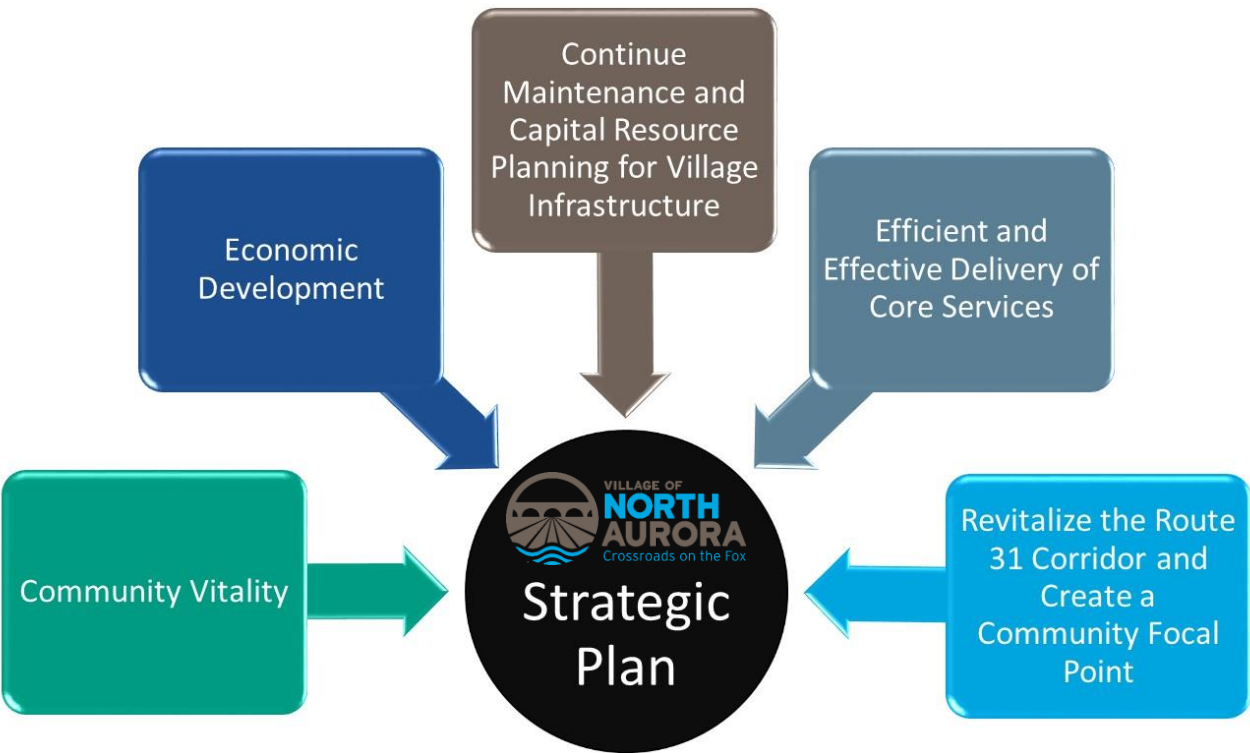 Continue
Maintenance and
Capital Resource
Planning for Village
Infrastructure
Economic
Development
Efficient and
Effective Delivery of
Core Services
Community Vitality
VILLAGE OF
NORTH
AURORA
Crossroads on the Fox
Strategic
Plan
Revitalize the Route
31 Corridor and
Create a
Community Focal
Point